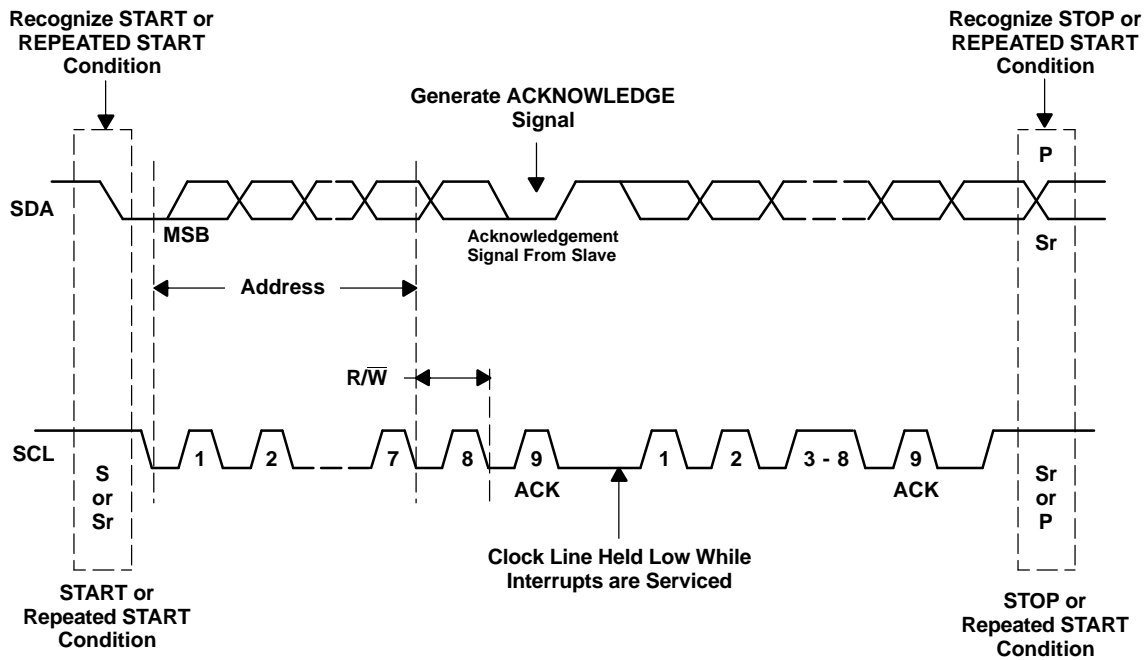 Recognize START or
REPEATED START
Condition
Recognize STOP or
REPEATED START
Condition
Generate ACKNOWLEDGE
Signal
P
SDA
MSB
Acknowledgement
Signal From Slave
Sr
Address
R/W̅
SCL
1
2
7
8
9
1
2
3 - 8
9
ACK
ACK
S
or
Sr
Sr
or
P
Clock Line Held Low While
Interrupts are Serviced
START or
Repeated START
Condition
STOP or
Repeated START
Condition